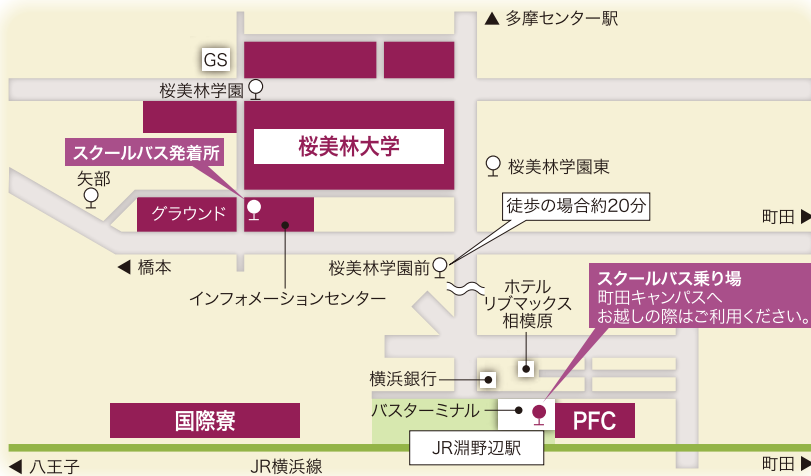 ▲ 多摩センター駅
GS
桜美林学園
桜美林大学
スクールバス発着所
桜美林学園東
矢部
グラウンド
徒歩の場合約20分
町田 ▶
◀ 橋本
桜美林学園前
インフォメーションセンター
スクールバス乗り場
町田キャンパスへ
お越しの際はご利用ください。
ホテル
リブマックス
相模原
横浜銀行
バスターミナル
国際寮
PFC
JR淵野辺駅
◀ 八王子
JR横浜線
町田 ▶